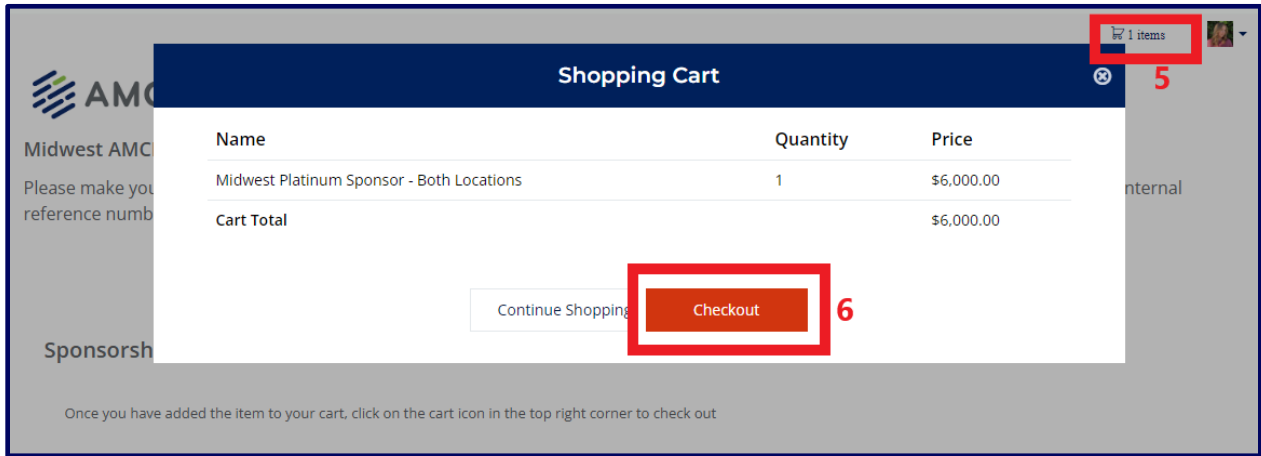 1 items
5
Shopping Cart
AMC
Midwest AMC
Name Quantity Price
Please make you
Midwest Platinum Sponsor - Both Locations 1 $6,000.00
nternal
reference numb
Cart Total $6,000.00
Continue Shopping
Checkout
6
Sponsorsh
Once you have added the item to your cart, click on the cart icon in the top right corner to check out